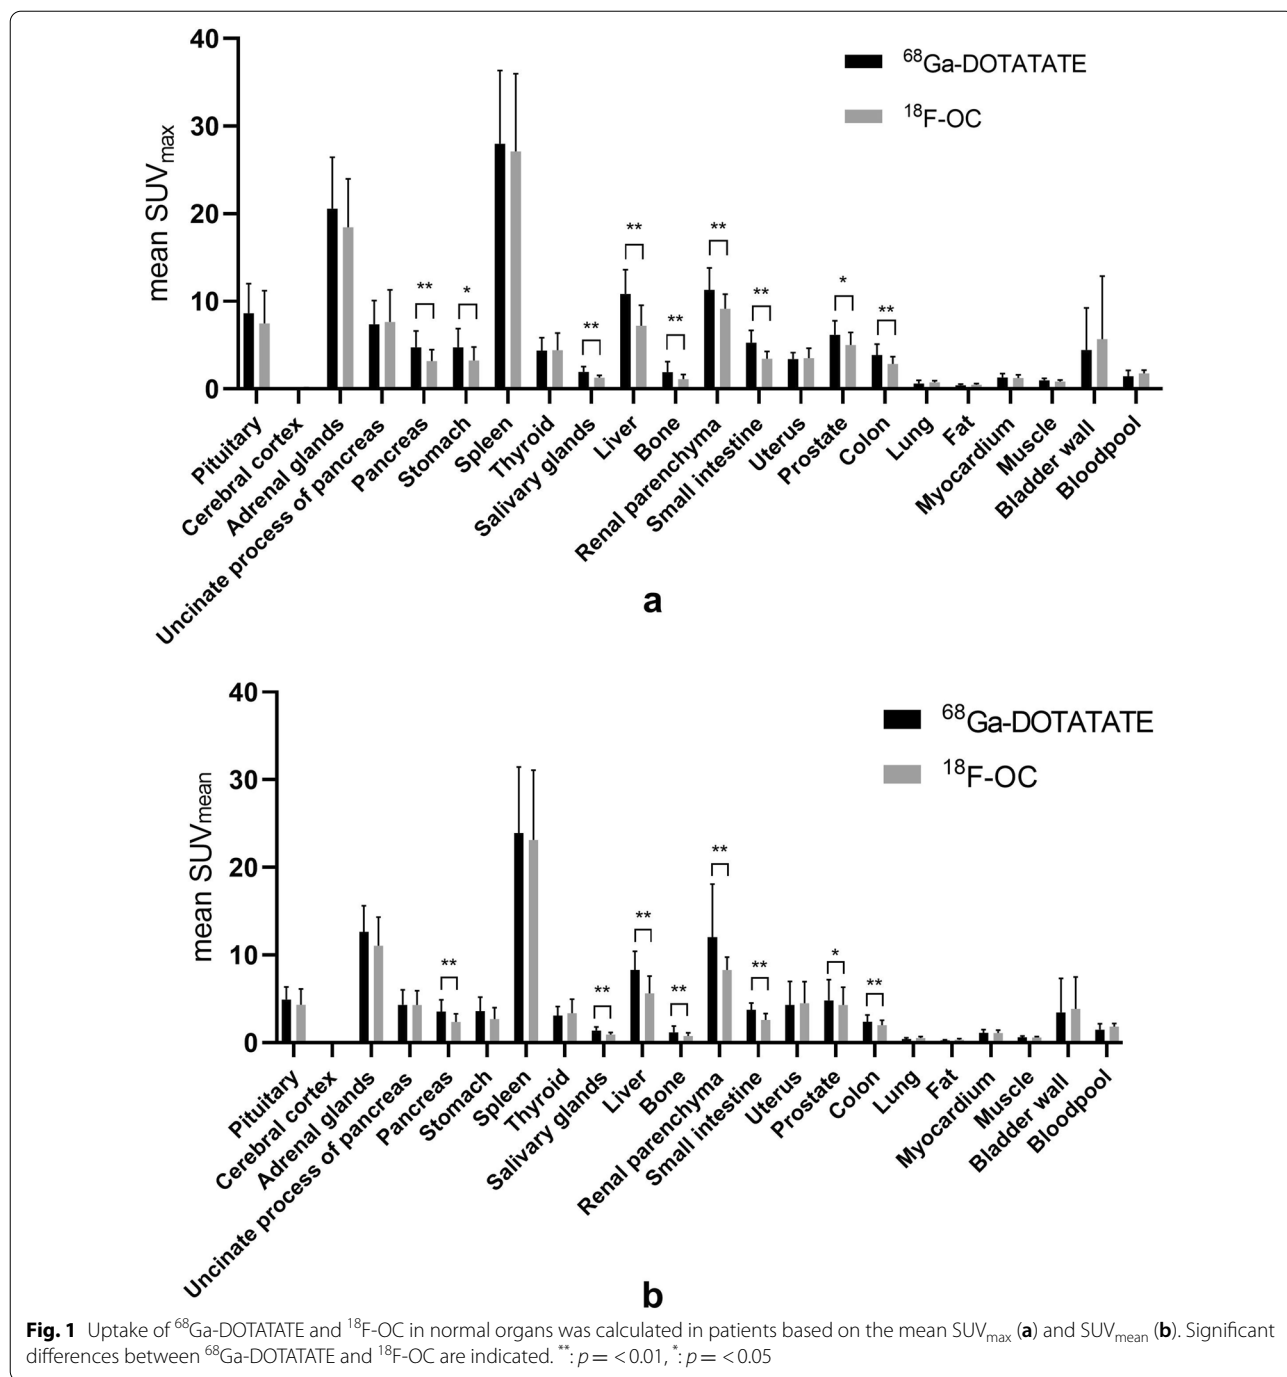 40
30
20
10
0
mean SUVmax
68Ga-DOTATATE
18F-OC
**
*
**
**
**
**
**
*
**
Pituitary
Cerebral cortex
Adrenal glands
Uncinate process of pancreas
Pancreas
Stomach
Spleen
Thyroid
Salivary glands
Liver
Bone
Renal parenchyma
Small intestine
Uterus
Prostate
Colon
Lung
Fat
Myocardium
Muscle
Bladder wall
Bloodpool
a
40
30
20
10
0
mean SUVmean
68Ga-DOTATATE
18F-OC
**
**
**
**
**
**
*
**
Pituitary
Cerebral cortex
Adrenal glands
Uncinate process of pancreas
Pancreas
Stomach
Spleen
Thyroid
Salivary glands
Liver
Bone
Renal parenchyma
Small intestine
Uterus
Prostate
Colon
Lung
Fat
Myocardium
Muscle
Bladder wall
Bloodpool
b
Fig. 1 Uptake of 68Ga-DOTATATE and 18F-OC in normal organs was calculated in patients based on the mean SUVmax (a) and SUVmean (b). Significant
differences between 68Ga-DOTATATE and 18F-OC are indicated. **: p = < 0.01, *: p = < 0.05